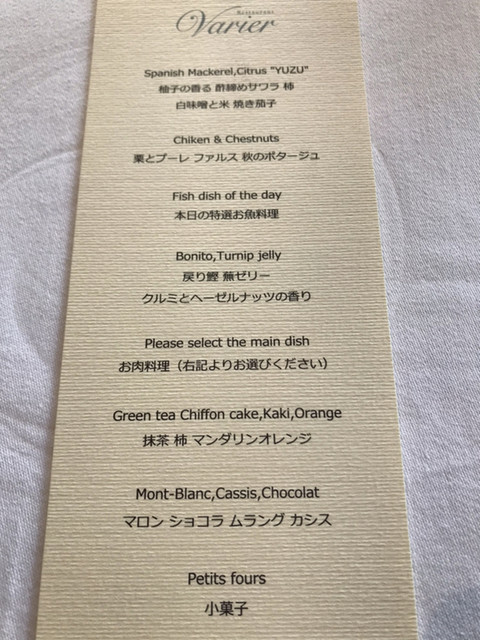 Restaurant
Varier
Spanish Mackerel,Citrus "YUZU"
柚子の香る 酢締めサワラ 柿
白味噌と米 焼き茄子
Chiken & Chestnuts
栗とプーレ ファルス 秋のポタージュ
Fish dish of the day
本日の特選お魚料理
Bonito,Turnip jelly
戻り鰹 蕪ゼリー
クルミとヘーゼルナッツの香り
Please select the main dish
お肉料理（右記よりお選びください）
Green tea Chiffon cake,Kaki,Orange
抹茶 柿 マンダリンオレンジ
Mont-Blanc,Cassis,Chocolat
マロン ショコラ ムラング カシス
Petits fours
小菓子